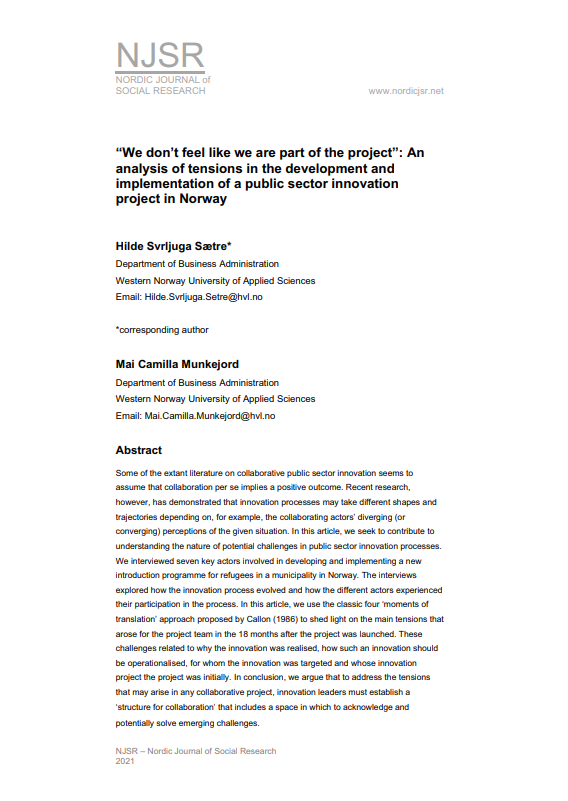 NJSR
NORDIC JOURNAL of
SOCIAL RESEARCH
www.nordicjsr.net
“We don’t feel like we are part of the project”: An
analysis of tensions in the development and
implementation of a public sector innovation
project in Norway
Hilde Svrljuga Sætre*
Department of Business Administration
Western Norway University of Applied Sciences
Email: Hilde.Svrljuga.Setre@hvl.no
*corresponding author
Mai Camilla Munkejord
Department of Business Administration
Western Norway University of Applied Sciences
Email: Mai.Camilla.Munkejord@hvl.no
Abstract
Some of the extant literature on collaborative public sector innovation seems to
assume that collaboration per se implies a positive outcome. Recent research,
however, has demonstrated that innovation processes may take different shapes and
trajectories depending on, for example, the collaborating actors’ diverging (or
converging) perceptions of the given situation. In this article, we seek to contribute to
understanding the nature of potential challenges in public sector innovation processes.
We interviewed seven key actors involved in developing and implementing a new
introduction programme for refugees in a municipality in Norway. The interviews
explored how the innovation process evolved and how the different actors experienced
their participation in the process. In this article, we use the classic four ‘moments of
translation’ approach proposed by Callon (1986) to shed light on the main tensions that
arose for the project team in the 18 months after the project was launched. These
challenges related to why the innovation was realised, how such an innovation should
be operationalised, for whom the innovation was targeted and whose innovation
project the project was initially. In conclusion, we argue that to address the tensions
that may arise in any collaborative project, innovation leaders must establish a
‘structure for collaboration’ that includes a space in which to acknowledge and
potentially solve emerging challenges.
NJSR – Nordic Journal of Social Research
2021